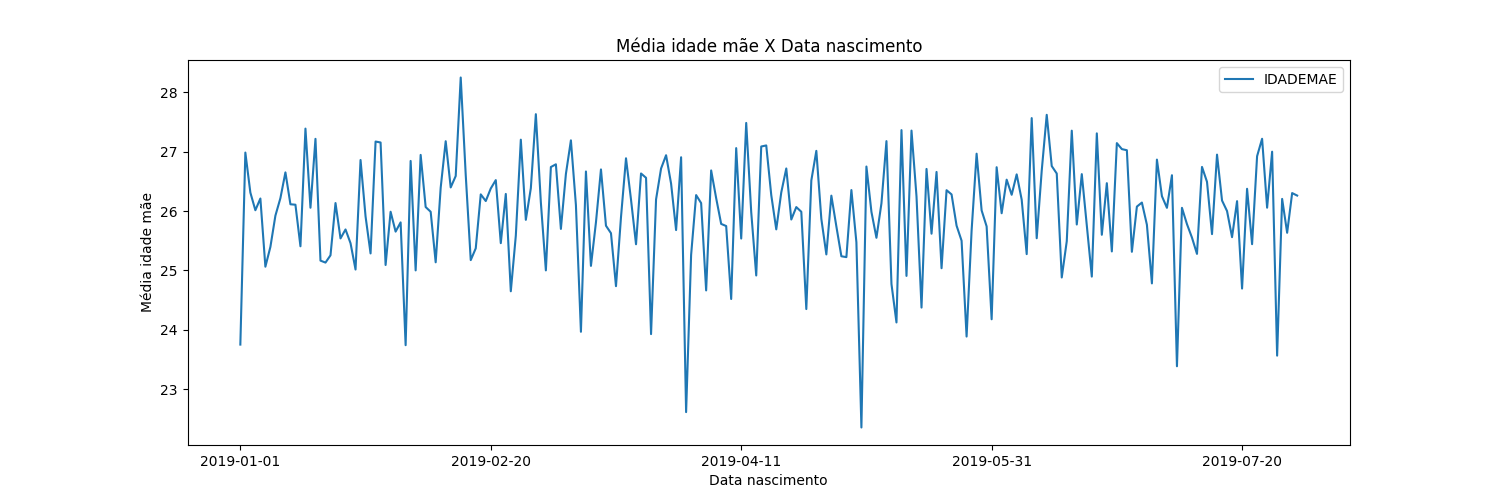 Média idade mãe X Data nascimento
IDADEMAE
28
27
26
25
24
23
Média idade mãe
2019-01-01
2019-02-20
2019-04-11
2019-05-31
2019-07-20
Data nascimento